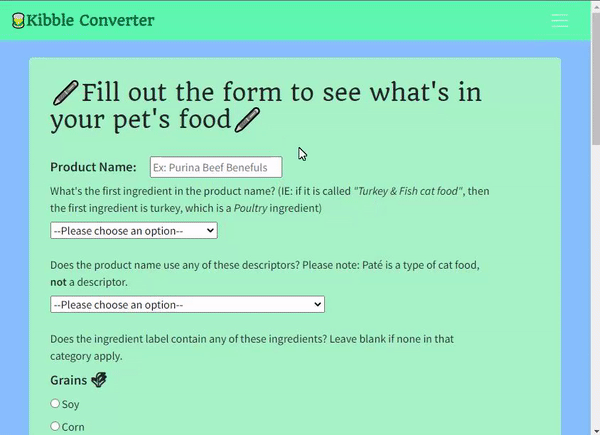 Kibble Converter
Fill out the form to see what's in
your pet's food
Product Name: Ex: Purina Beef Benefuls
What's the first ingredient in the product name? (IE: if it is called "Turkey & Fish cat food", then
the first ingredient is turkey, which is a Poultry ingredient)
--Please choose an option--
Does the product name use any of these descriptors? Please note: Paté is a type of cat food,
not a descriptor.
--Please choose an option--
Does the ingredient label contain any of these ingredients? Leave blank if none in that
category apply.
Grains
Soy
Corn